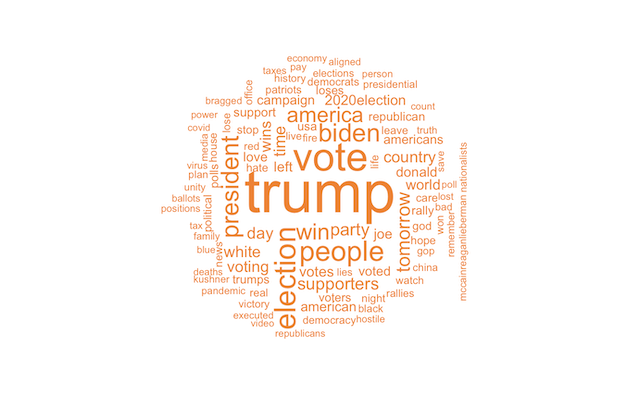 economy
aligned
taxes
pay
history
elections
person
democrats
presidential
office
patriots
loses
bragged
campaign
2020election
count
power
support
america
republican
covid
lose
stop
wins
time
usa
biden
leave
truth
live
fire
americans
media
house
red
vote
life
country
save
love
virus
polls
president
hate
left
donald
plan
trump
world
poll
unity
ballots
care
lost
positions
political
tomorrow
rally
bad
won
remember
mccainreaganlieberman
nationalists
tax
day
win
party
joe
god
family
election
hope
blue
news
white
people
gop
voting
votes
lies
voted
china
deaths
kushner
trumps
supporters
watch
pandemic
real
voters
night
rallies
victory
american
black
executed
video
democracy
hostile
republicans